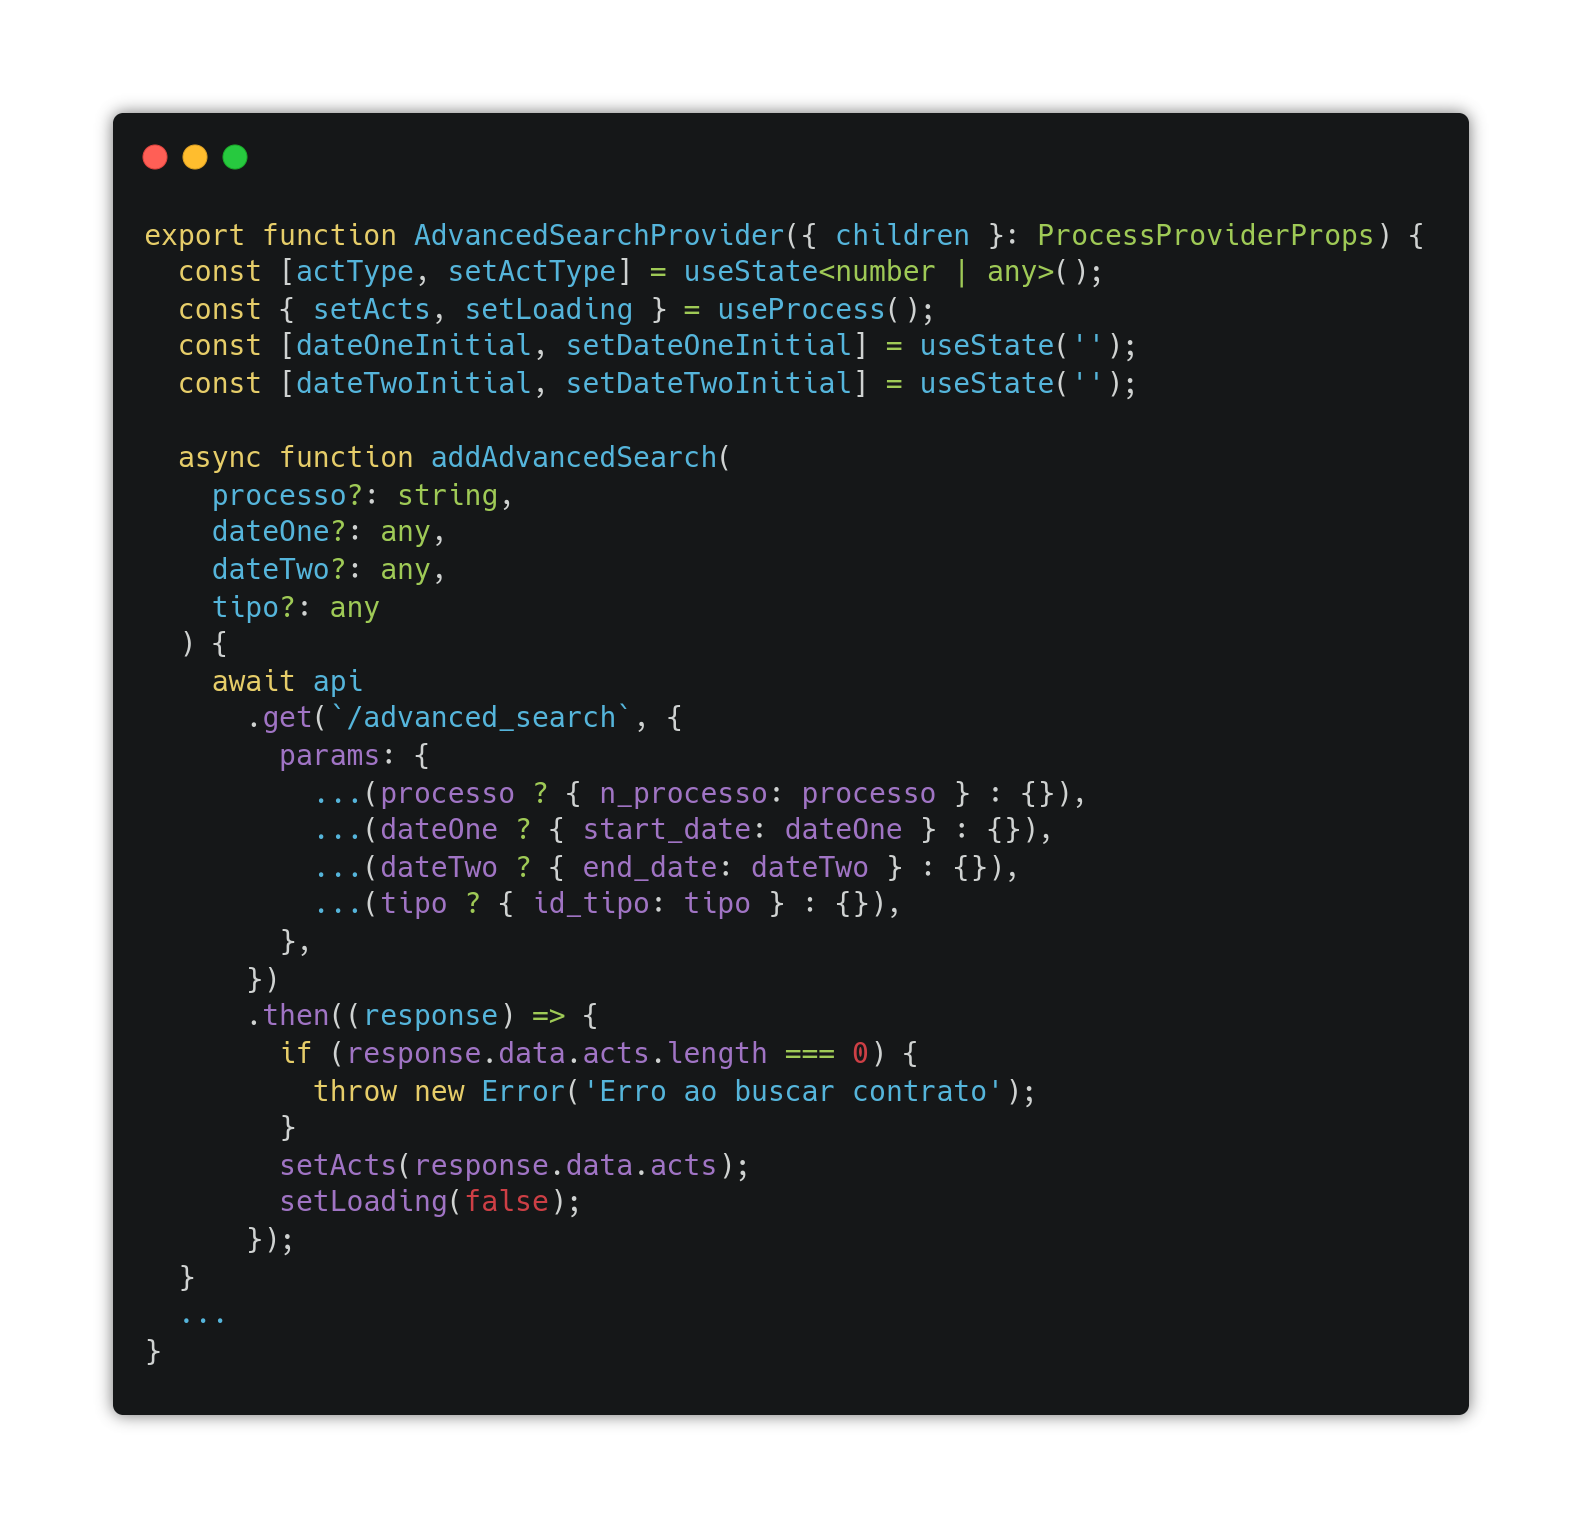 export function AdvancedSearchProvider({ children }: ProcessProviderProps) {
  const [actType, setActType] = useState<number | any>();
  const { setActs, setLoading } = useProcess();
  const [dateOneInitial, setDateOneInitial] = useState('');
  const [dateTwoInitial, setDateTwoInitial] = useState('');

  async function addAdvancedSearch(
    processo?: string,
    dateOne?: any,
    dateTwo?: any,
    tipo?: any
  ) {
    await api
      .get(`/advanced_search`, {
        params: {
          ...(processo ? { n_processo: processo } : {}),
          ...(dateOne ? { start_date: dateOne } : {}),
          ...(dateTwo ? { end_date: dateTwo } : {}),
          ...(tipo ? { id_tipo: tipo } : {}),
        },
      })
      .then((response) => {
        if (response.data.acts.length === 0) {
          throw new Error('Erro ao buscar contrato');
        }
        setActs(response.data.acts);
        setLoading(false);
      });
  }
  ...
}